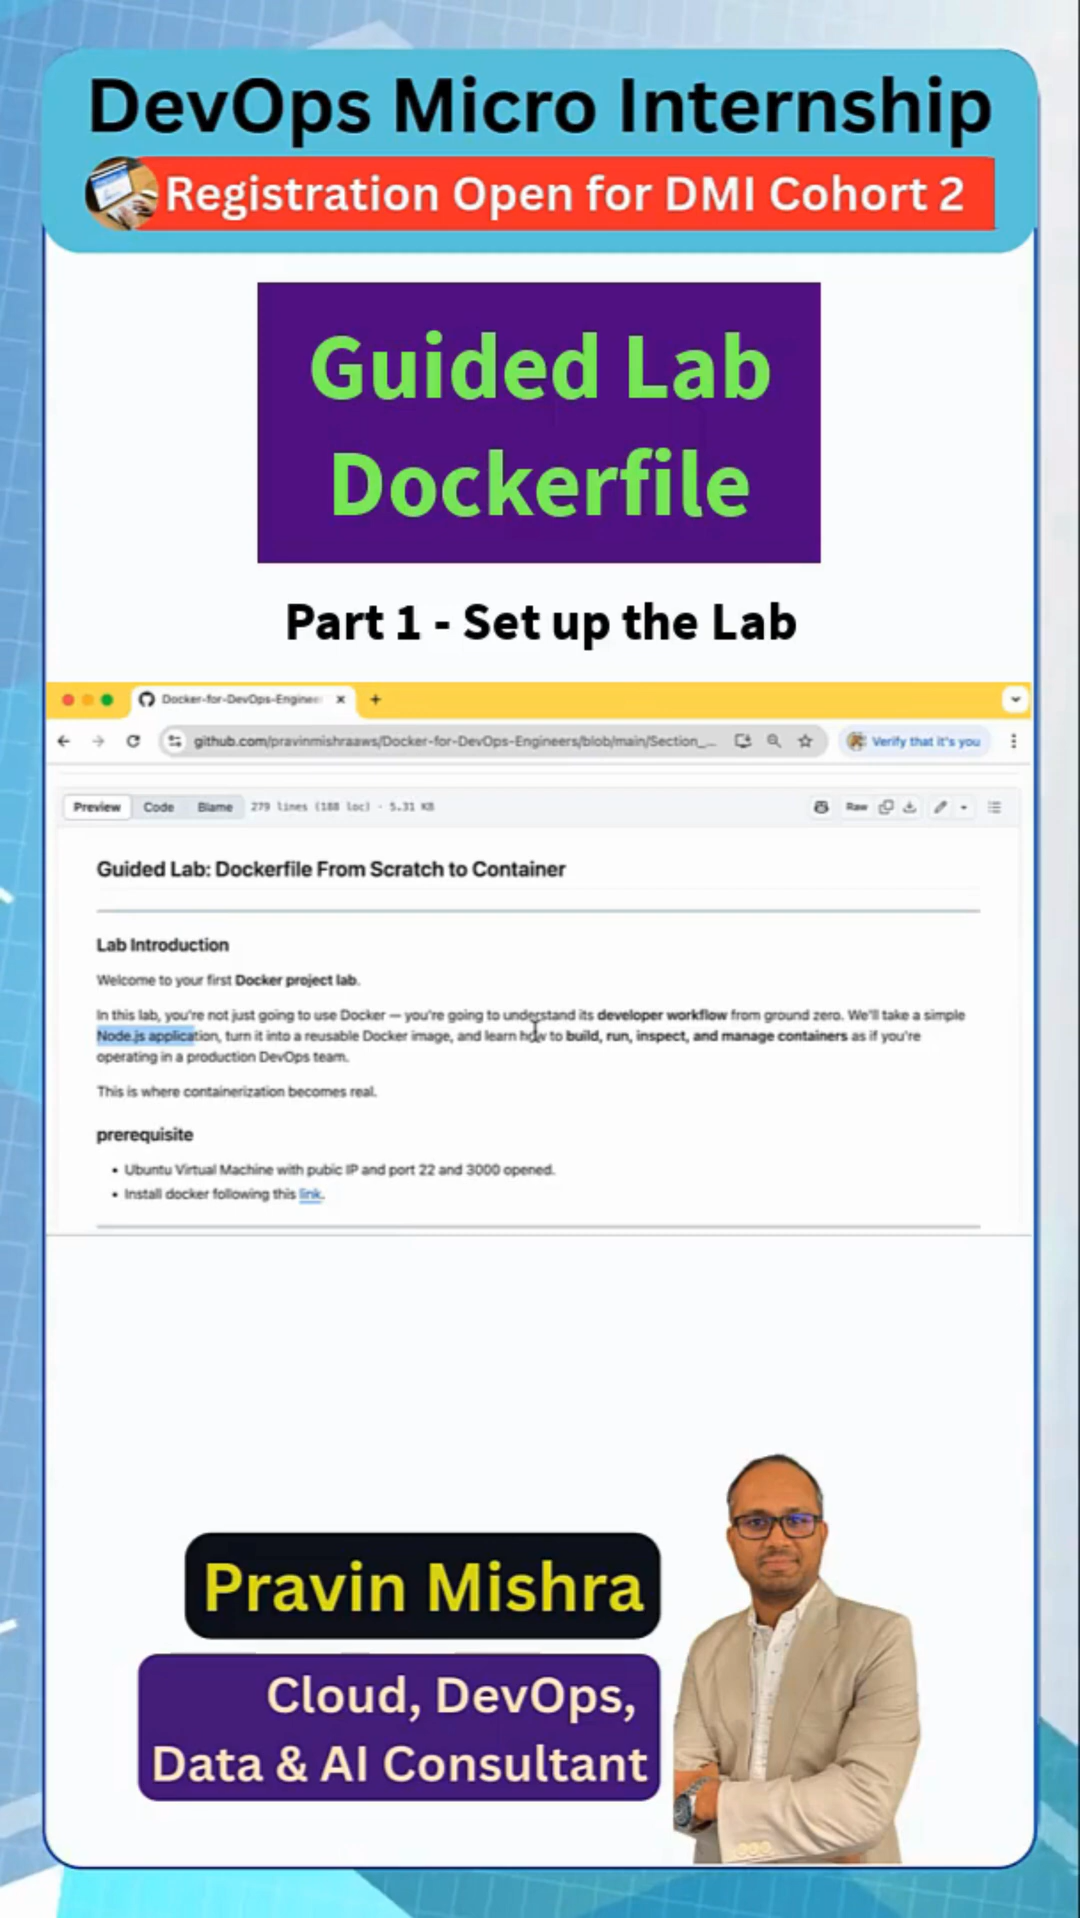 DevOps Micro Internship
Registration Open for DMI Cohort 2
Guided Lab
Dockerfile
Part 1 - Set up the Lab
Docker-for-DevOps-Engineer
github.com/pravinmishraaws/Docker-for-DevOps-Engineers/blob/main/Section_...
Verify that it's you
Preview Code Blame 279 lines (188 loc) · 5.31 KB
Raw
Guided Lab: Dockerfile From Scratch to Container
Lab Introduction
Welcome to your first Docker project lab.
In this lab, you're not just going to use Docker — you're going to understand its developer workflow from ground zero. We'll take a simple
Node.js application, turn it into a reusable Docker image, and learn how to build, run, inspect, and manage containers as if you're
operating in a production DevOps team.
This is where containerization becomes real.
prerequisite
• Ubuntu Virtual Machine with pubic IP and port 22 and 3000 opened.
• Install docker following this link.
Pravin Mishra
Cloud, DevOps,
Data & AI Consultant